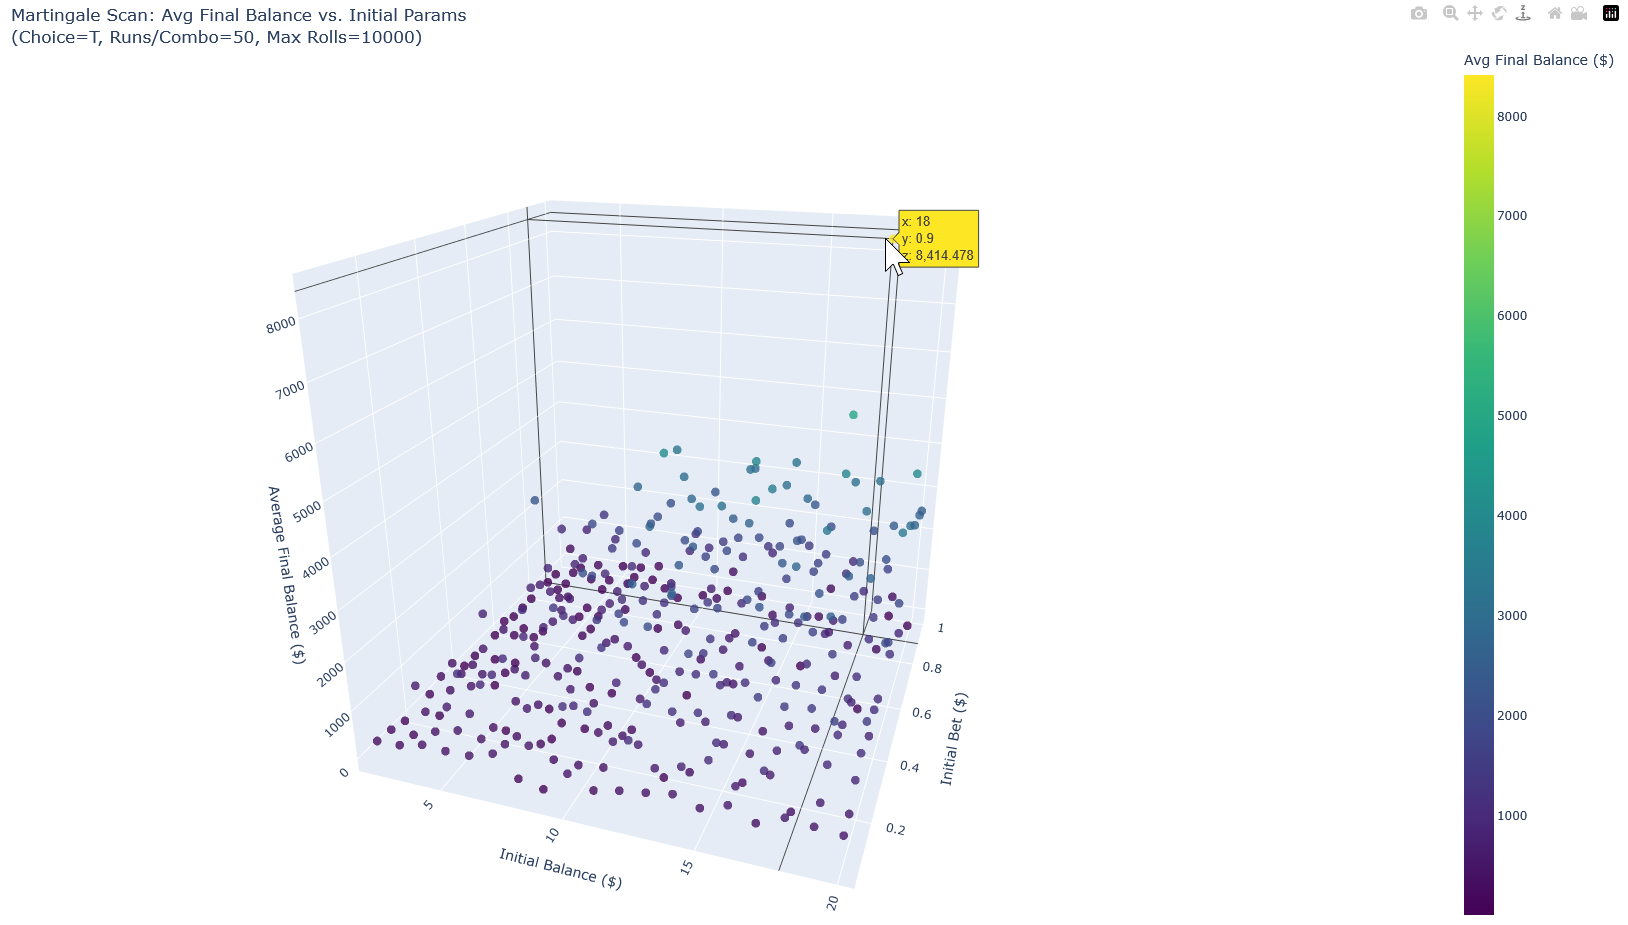 Martingale Scan: Avg Final Balance vs. Initial Params
(Choice=T, Runs/Combo=50, Max Rolls=10000)
Avg Final Balance ($)
8000
7000
6000
5000
4000
3000
2000
1000
x: 18
y: 0.9
z: 8,414.478
8000
7000
6000
5000
4000
3000
2000
1000
0
Average Final Balance ($)
5
10
15
20
Initial Balance ($)
1
0.8
0.6
0.4
0.2
Initial Bet ($)
z